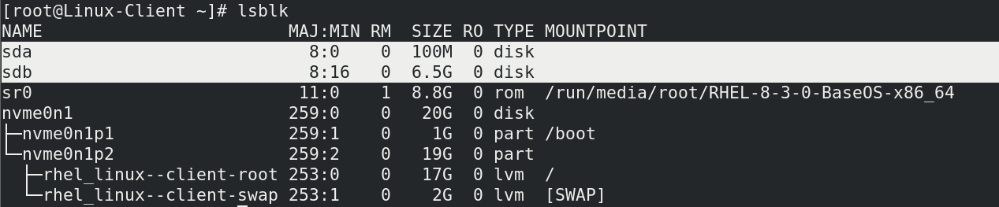 [root@Linux-Client ~]# lsblk
NAME                        MAJ:MIN RM  SIZE RO TYPE MOUNTPOINT
sda                           8:0    0  100M  0 disk
sdb                           8:16   0  6.5G  0 disk
sr0                          11:0    1  8.8G  0 rom  /run/media/root/RHEL-8-3-0-BaseOS-x86_64
nvme0n1                     259:0    0   20G  0 disk
├─nvme0n1p1                 259:1    0    1G  0 part /boot
└─nvme0n1p2                 259:2    0   19G  0 part
  ├─rhel_linux--client-root 253:0    0   17G  0 lvm  /
  └─rhel_linux--client-swap 253:1    0    2G  0 lvm  [SWAP]